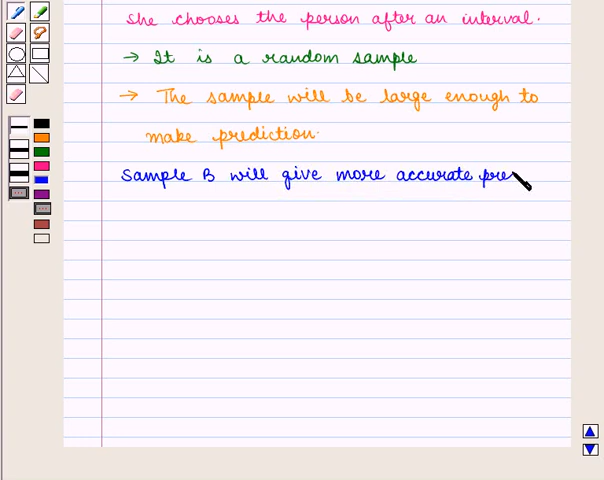 She chooses the person after an interval.
→ It is a random sample
→ The sample will be large enough to
make prediction.
Sample B will give more accurate pre